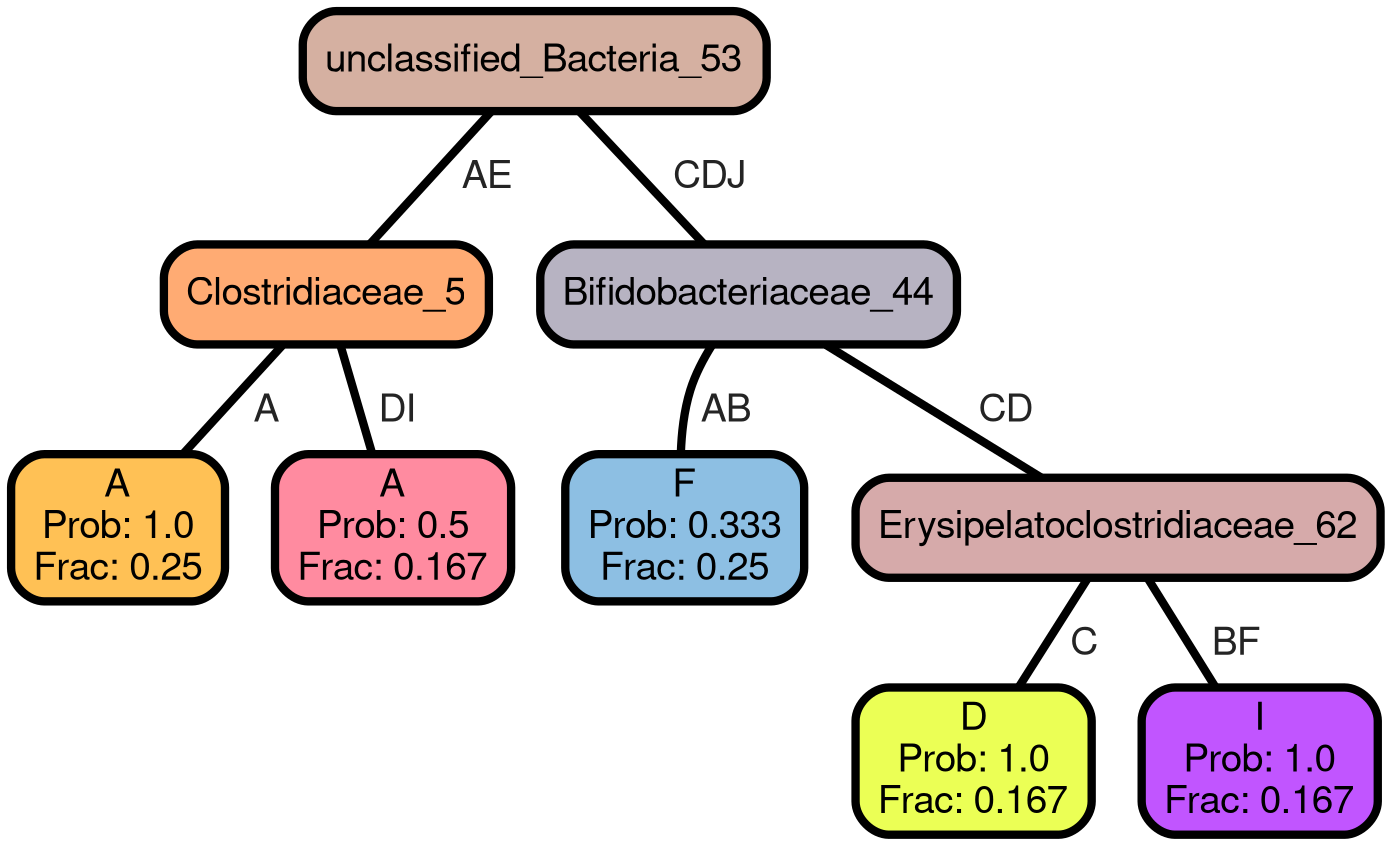 unclassified_Bacteria_53
AE
CDJ
Clostridiaceae_5
Bifidobacteriaceae_44
A
DI
AB
CD
A
Prob: 1.0
Frac: 0.25
A
Prob: 0.5
Frac: 0.167
F
Prob: 0.333
Frac: 0.25
Erysipelatoclostridiaceae_62
C
BF
D
Prob: 1.0
Frac: 0.167
I
Prob: 1.0
Frac: 0.167